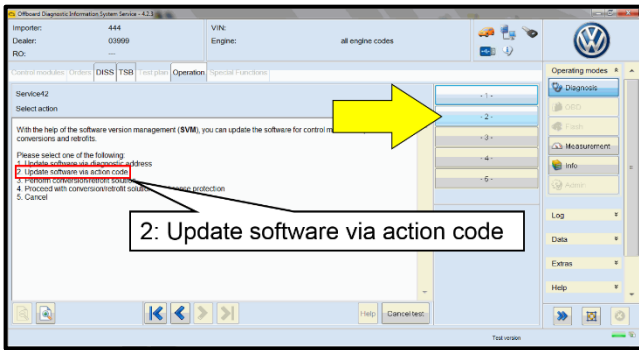 Offboard Diagnostic Information System Service - 4.2.3
Importer: 444 VIN:
Dealer: 03999 Engine: all engine codes
RO: ---
Control modules Orders DISS TSB Test plan Operation Special Functions
Operating modes
Service42
Select action
- 1 -
- 2 -
- 3 -
- 4 -
- 5 -
Diagnosis
OBD
Flash
Measurement
Info
Admin
With the help of the software version management (SVM), you can update the software for control
conversions and retrofits.
Please select one of the following:
1. Update software via diagnostic address
2. Update software via action code
3. Perform conversion/retrofit solution
4. Proceed with conversion/retrofit protection
5. Cancel
2: Update software via action code
Log
Data
Extras
Help
Help Cancel test
Test version